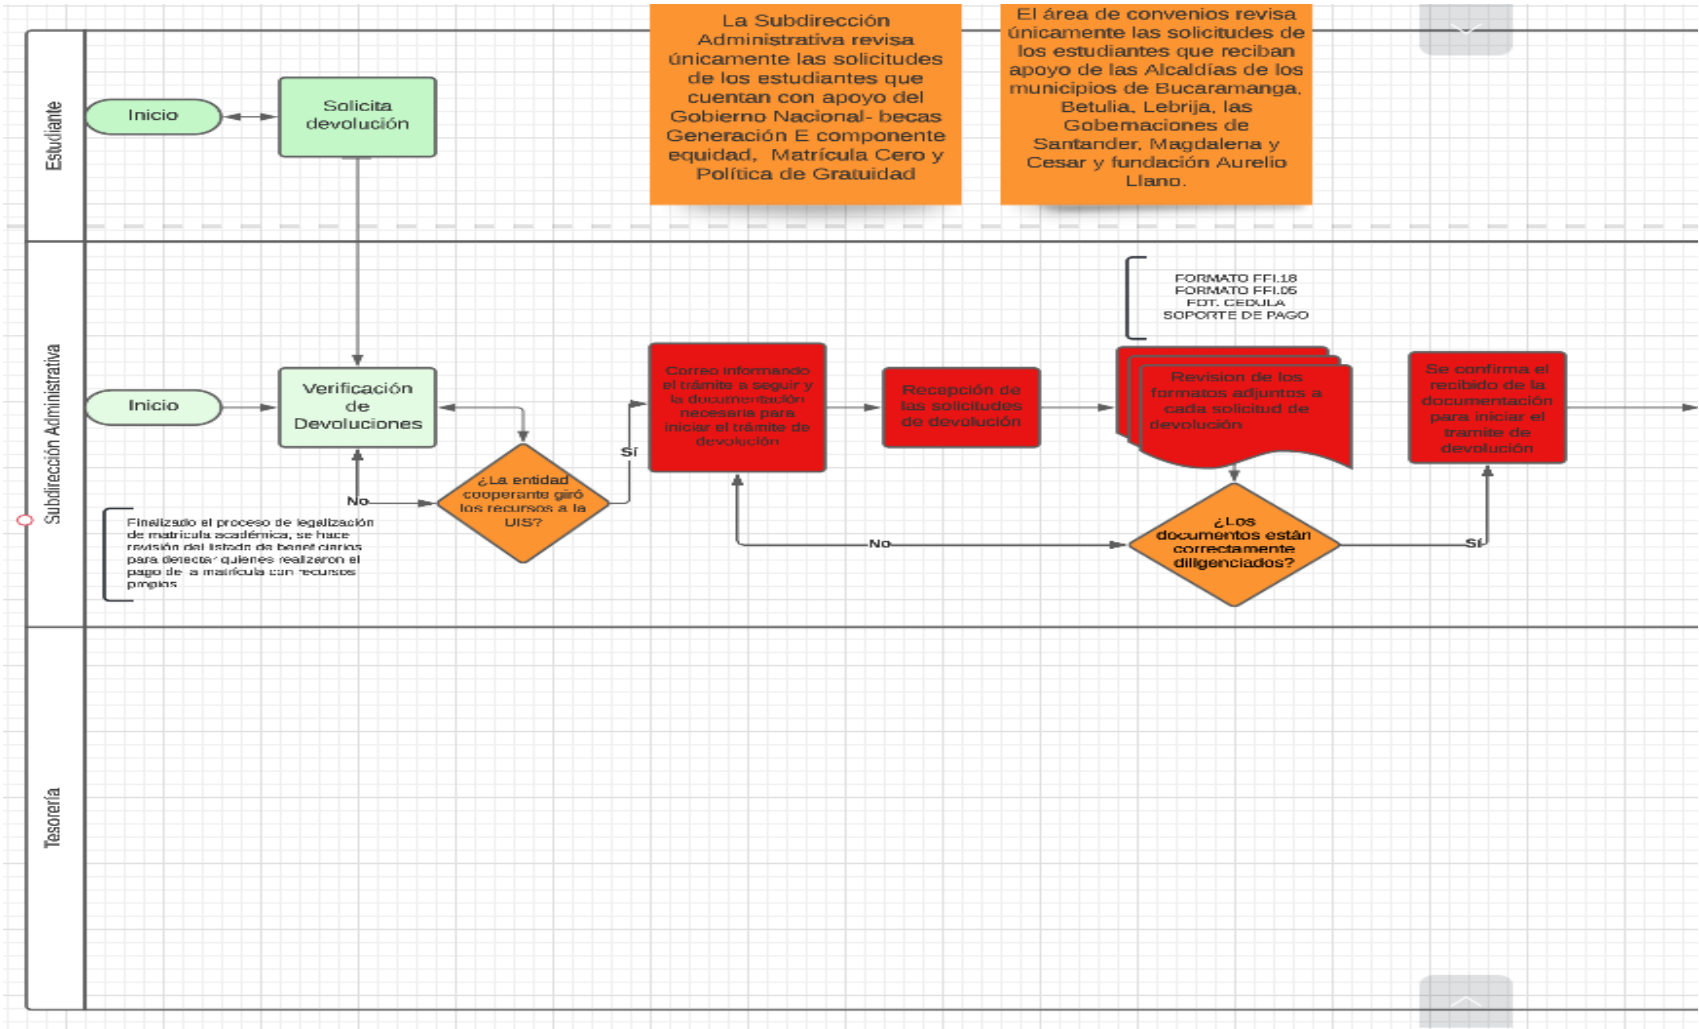 La Subdirección
Administrativa revisa
únicamente las solicitudes
de los estudiantes que
cuentan con apoyo del
Gobierno Nacional- becas
Generación E componente
equidad, Matrícula Cero y
Política de Gratuidad
El área de convenios revisa
únicamente las solicitudes de
los estudiantes que reciban
apoyo de las Alcaldías de los
municipios de Bucaramanga,
Betulia, Lebrija, las
Gobernaciones de
Santander, Magdalena y
Cesar y fundación Aurelio
Llano.
Estudiante
Inicio
Solicita
devolución
Subdirección Administrativa
Inicio
Verificación
de
Devoluciones
No
¿La entidad
cooperante giró
los recursos a la
UIS?
Sí
Finalizado el proceso de legalización
de matrícula académica, se hace
revisión del listado de beneficiarios
para detectar quienes realizaron el
pago de la matrícula con recursos
propios
Correo informando
el trámite a seguir y
la documentación
necesaria para
iniciar el trámite de
devolución
Recepción de
las solicitudes
de devolución
FORMATO FFI.18
FORMATO FFI.05
FOT. CEDULA
SOPORTE DE PAGO
Revision de los
formatos adjuntos a
cada solicitud de
devolución
No
¿Los
documentos están
correctamente
diligenciados?
Sí
Se confirma el
recibido de la
documentación
para iniciar el
tramite de
devolución
Tesorería